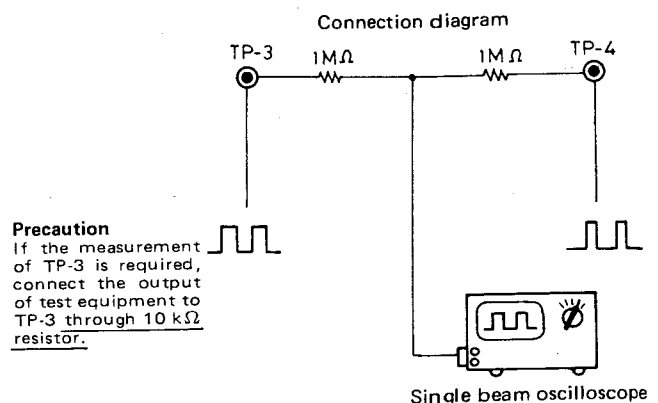 Connection diagram
TP-3
1MΩ
1MΩ
TP-4
Precaution
If the measurement
of TP-3 is required,
connect the output
of test equipment to
TP-3 through 10 kΩ
resistor.
Single beam oscilloscope